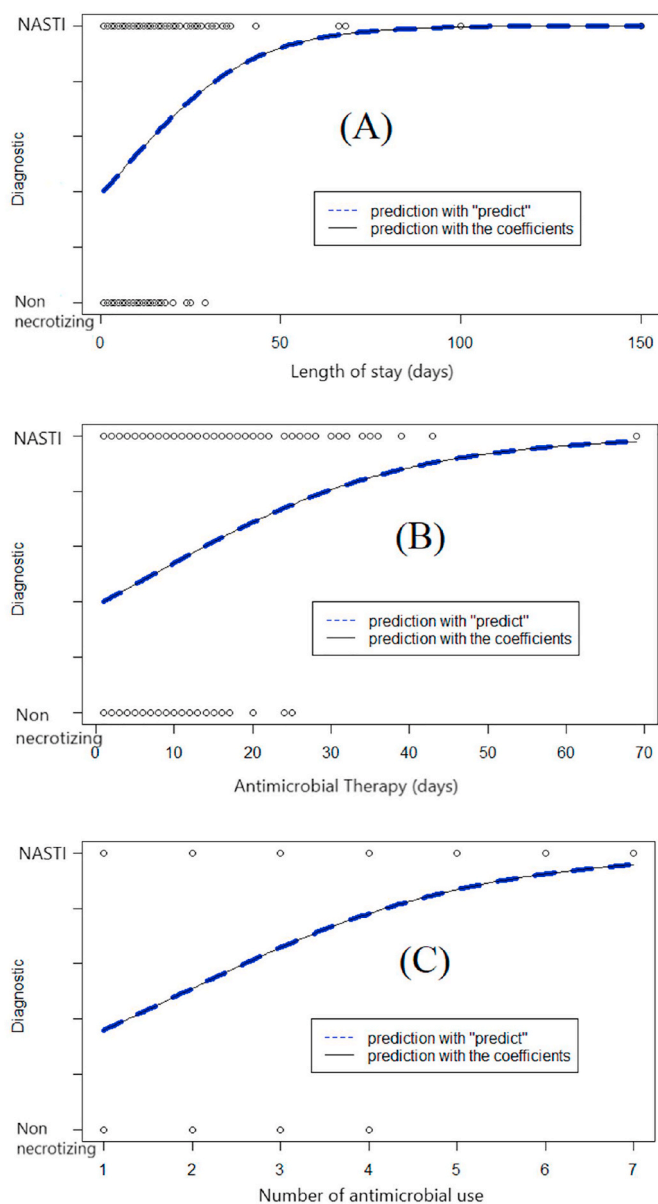 NASTI
(A)
Diagnostic
prediction with "predict"
prediction with the coefficients
Non
necrotizing
0 50 100 150
Length of stay (days)
NASTI
(B)
Diagnostic
prediction with "predict"
prediction with the coefficients
Non
necrotizing
0 10 20 30 40 50 60 70
Antimicrobial Therapy (days)
NASTI
(C)
Diagnostic
prediction with "predict"
prediction with the coefficients
Non
necrotizing
1 2 3 4 5 6 7
Number of antimicrobial use